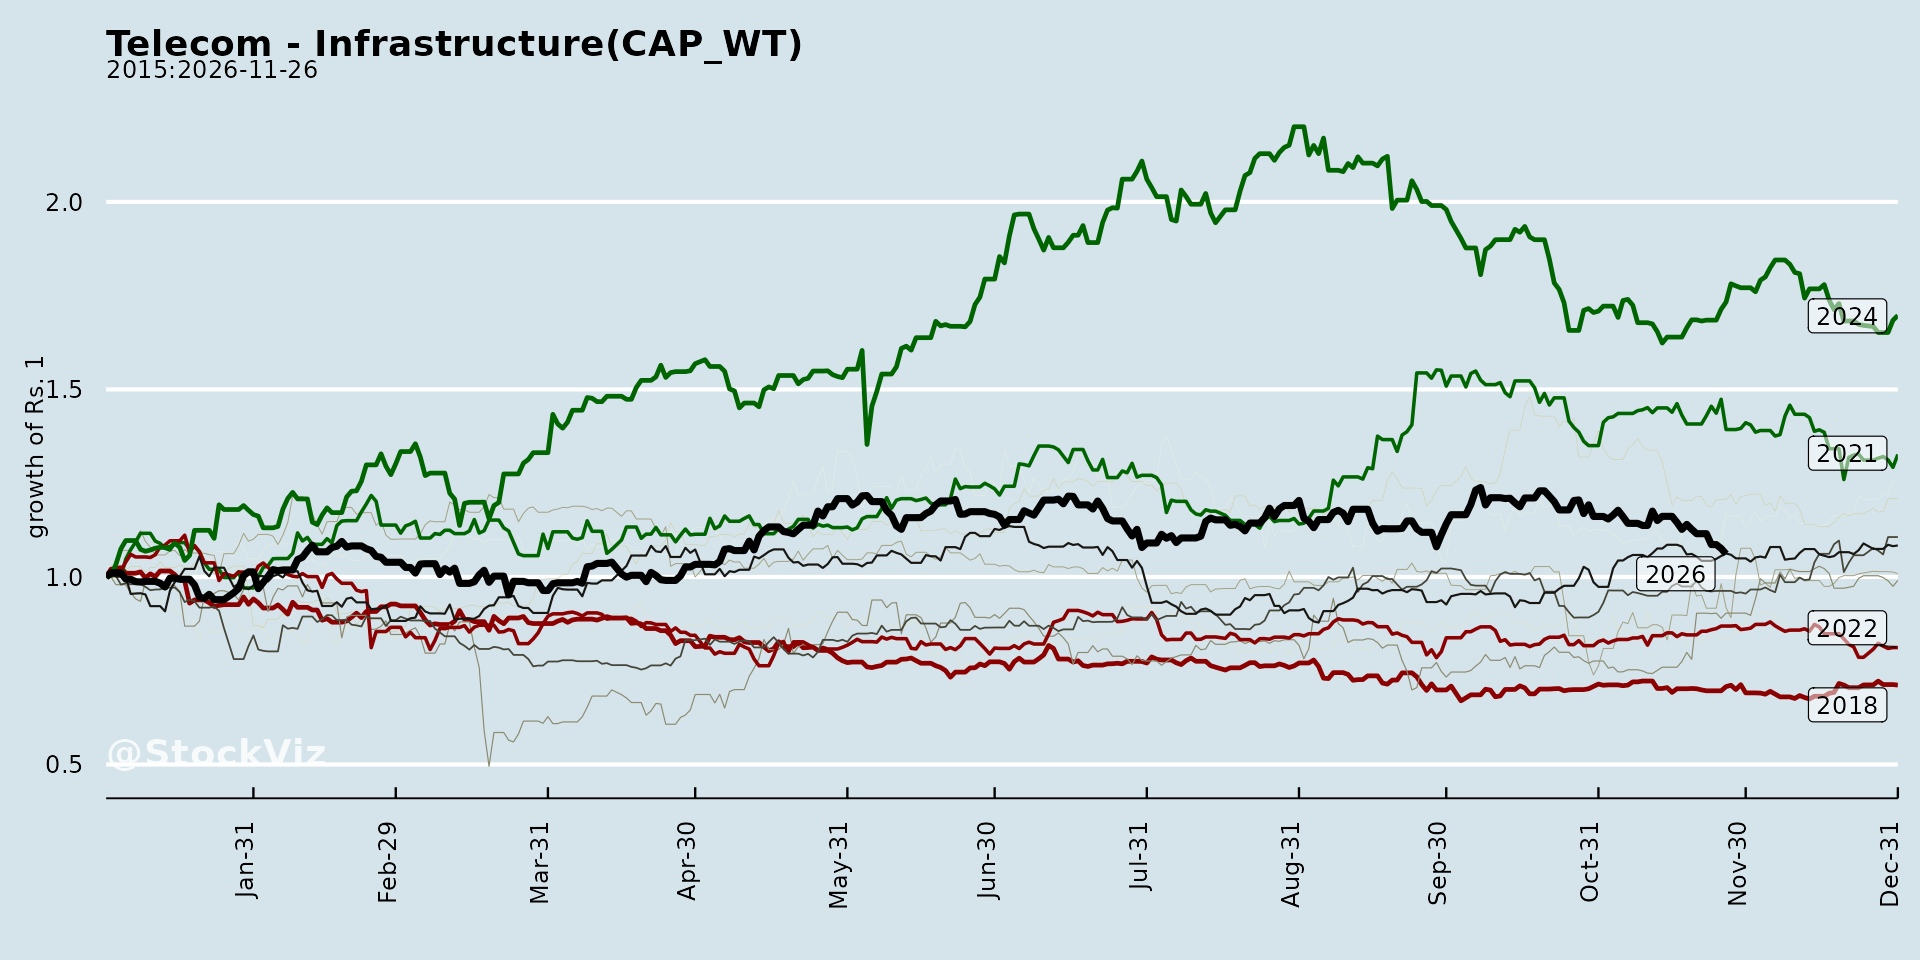 Telecom - Infrastructure(CAP_WT)
2015:2026-11-26
growth of Rs. 1
2.0
1.5
1.0
0.5
2024
2021
2026
2022
2018
@StockViz
Jan-31
Feb-29
Mar-31
Apr-30
May-31
Jun-30
Jul-31
Aug-31
Sep-30
Oct-31
Nov-30
Dec-31